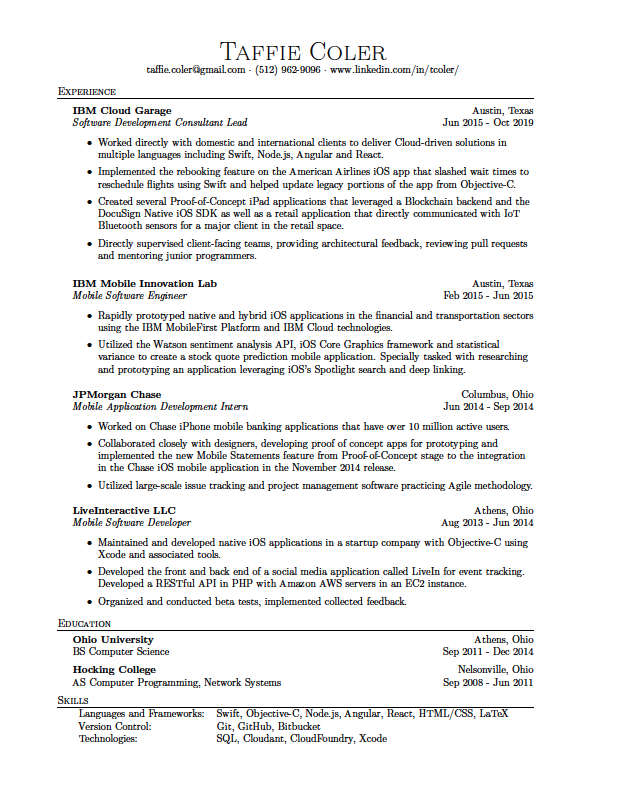 Taffie Coler
taffie.coler@gmail.com · (512) 962-9096 · www.linkedin.com/in/tcoler/
Experience
IBM Cloud Garage Austin, Texas
Software Development Consultant Lead Jun 2015 - Oct 2019
• Worked directly with domestic and international clients to deliver Cloud-driven solutions in
multiple languages including Swift, Node.js, Angular and React.
• Implemented the rebooking feature on the American Airlines iOS app that slashed wait times to
reschedule flights using Swift and helped update legacy portions of the app from Objective-C.
• Created several Proof-of-Concept iPad applications that leveraged a Blockchain backend and the
DocuSign Native iOS SDK as well as a retail application that directly communicated with IoT
Bluetooth sensors for a major client in the retail space.
• Directly supervised client-facing teams, providing architectural feedback, reviewing pull requests
and mentoring junior programmers.
IBM Mobile Innovation Lab Austin, Texas
Mobile Software Engineer Feb 2015 - Jun 2015
• Rapidly prototyped native and hybrid iOS applications in the financial and transportation sectors
using the IBM MobileFirst Platform and IBM Cloud technologies.
• Utilized the Watson sentiment analysis API, iOS Core Graphics framework and statistical
variance to create a stock quote prediction mobile application. Specially tasked with researching
and prototyping an application leveraging iOS's Spotlight search and deep linking.
JPMorgan Chase Columbus, Ohio
Mobile Application Development Intern Jun 2014 - Sep 2014
• Worked on Chase iPhone mobile banking applications that have over 10 million active users.
• Collaborated closely with designers, developing proof of concept apps for prototyping and
implemented the new Mobile Statements feature from Proof-of-Concept stage to the integration
in the Chase iOS mobile application in the November 2014 release.
• Utilized large-scale issue tracking and project management software practicing Agile methodology.
LiveInteractive LLC Athens, Ohio
Mobile Software Developer Aug 2013 - Jun 2014
• Maintained and developed native iOS applications in a startup company with Objective-C using
Xcode and associated tools.
• Developed the front and back end of a social media application called LiveIn for event tracking.
Developed a RESTful API in PHP with Amazon AWS servers in an EC2 instance.
• Organized and conducted beta tests, implemented collected feedback.
Education
Ohio University Athens, Ohio
BS Computer Science Sep 2011 - Dec 2014
Hocking College Nelsonville, Ohio
AS Computer Programming, Network Systems Sep 2008 - Jun 2011
Skills
Languages and Frameworks: Swift, Objective-C, Node.js, Angular, React, HTML/CSS, LaTeX
Version Control: Git, GitHub, Bitbucket
Technologies: SQL, Cloudant, CloudFoundry, Xcode